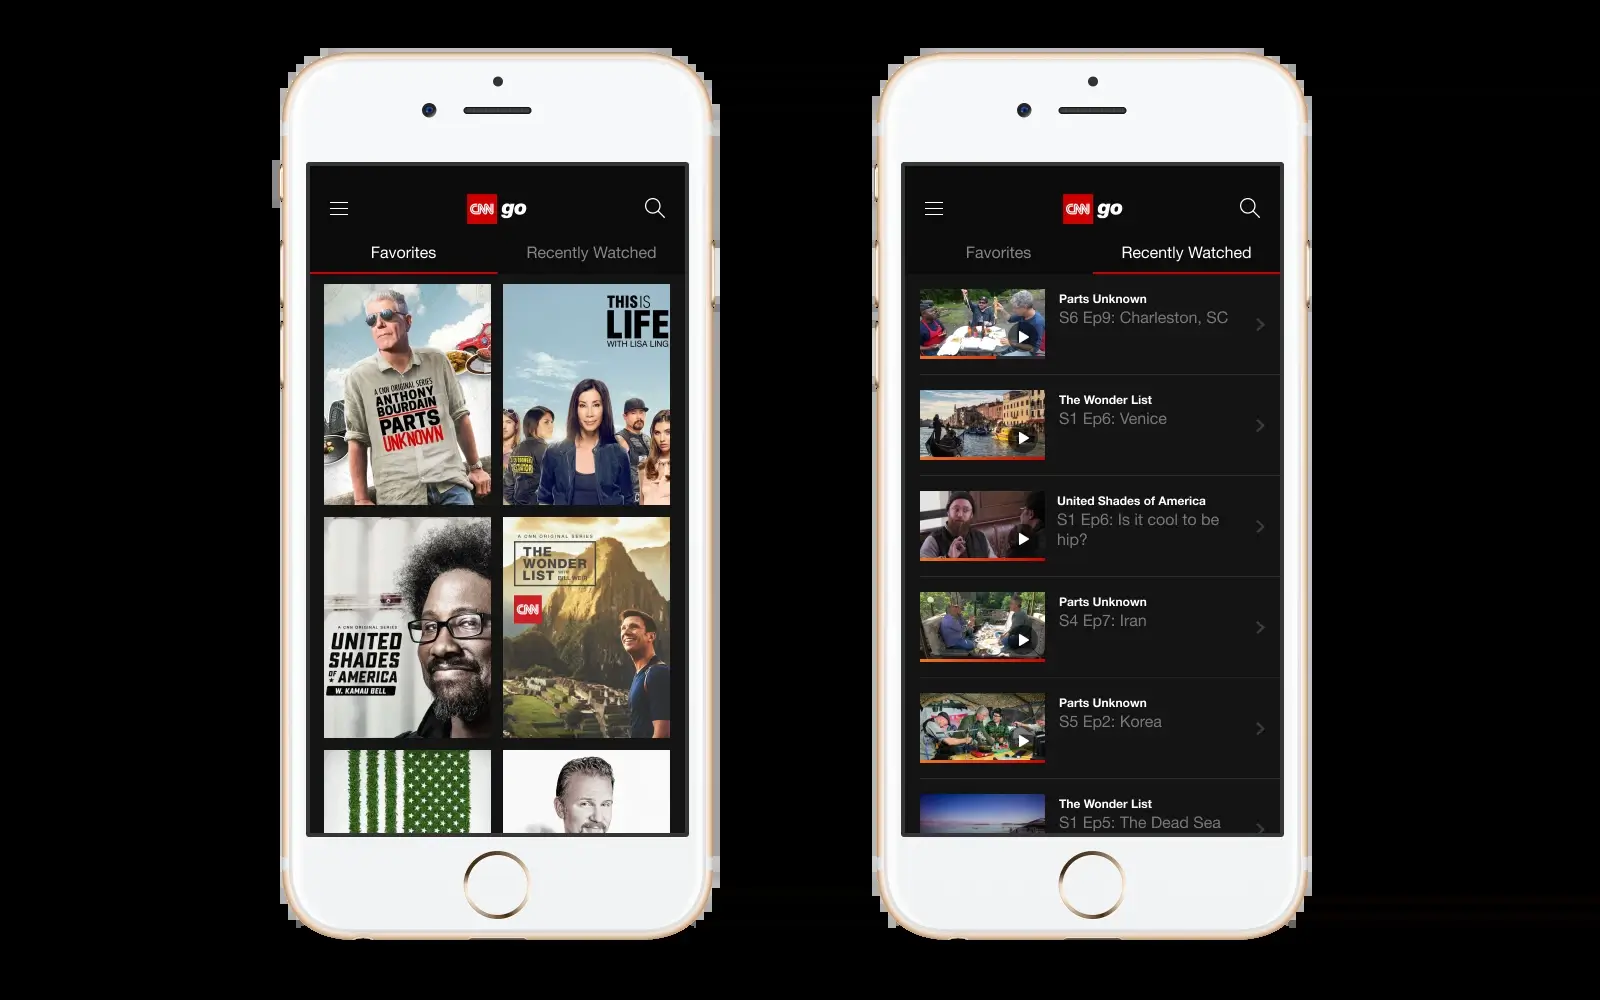 CNN go
Favorites
Recently Watched
A CNN ORIGINAL SERIES
ANTHONY
BOURDAIN
PARTS
UNKNOWN
THIS IS
LIFE
WITH LISA LING
A CNN ORIGINAL SERIES
UNITED
SHADES
OF
AMERICA
W. KAMAU BELL
A CNN ORIGINAL SERIES
THE
WONDER
LIST WITH BILL WEIR
CNN
CNN go
Favorites
Recently Watched
Parts Unknown
S6 Ep9: Charleston, SC
The Wonder List
S1 Ep6: Venice
United Shades of America
S1 Ep6: Is it cool to be
hip?
Parts Unknown
S4 Ep7: Iran
Parts Unknown
S5 Ep2: Korea
The Wonder List
S1 Ep5: The Dead Sea